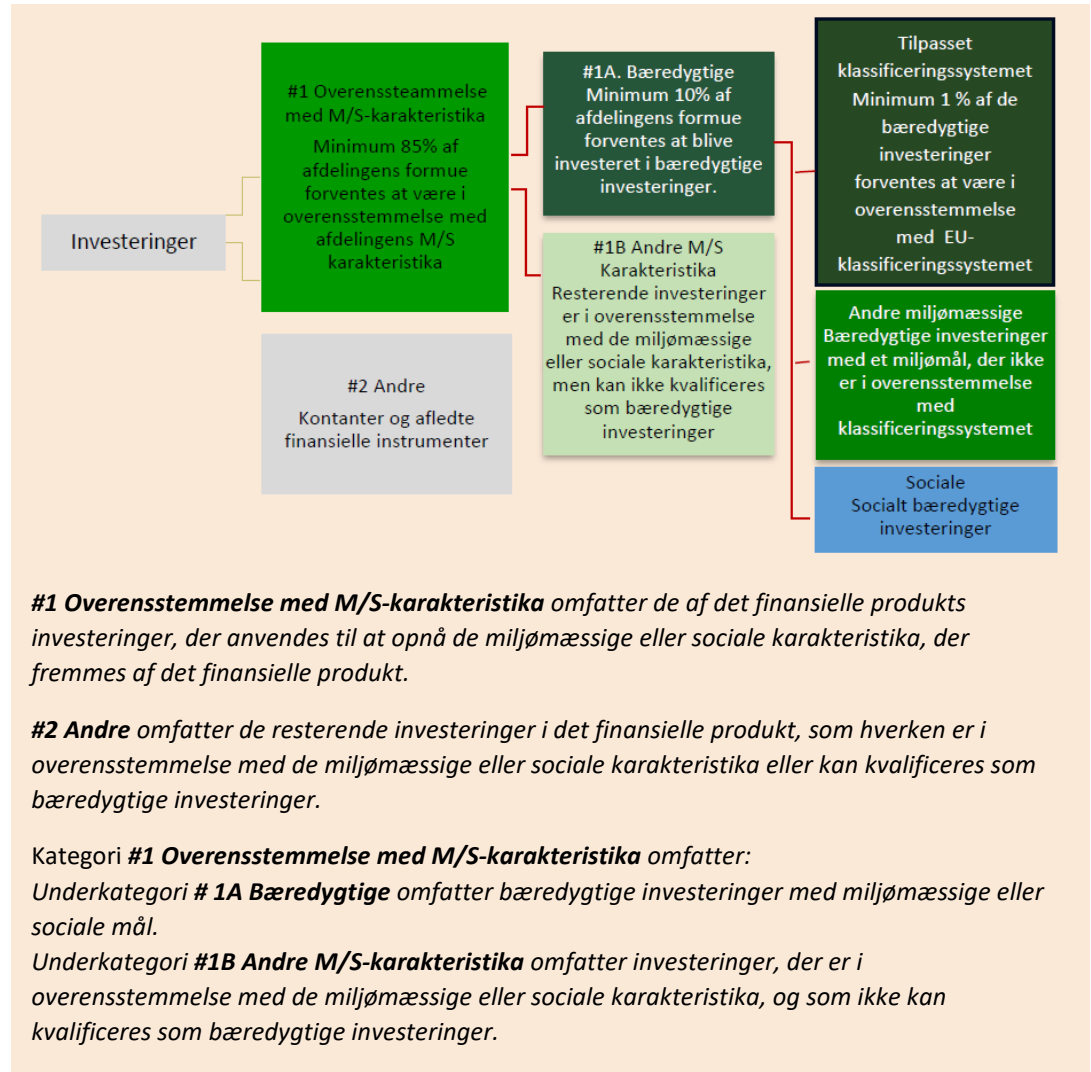 Investeringer
#1 Overenssteammelse
med M/S-karakteristika
Minimum 85% af
afdelingens formue
forventes at være i
overensstemmelse med
afdelingens M/S
karakteristika
#2 Andre
Kontanter og afledte
finansielle instrumenter
#1A. Bæredygtige
Minimum 10% af
afdelingens formue
forventes at blive
investeret i bæredygtige
investeringer.
#1B Andre M/S
Karakteristika
Resterende investeringer
er i overensstemmelse
med de miljømæssige
eller sociale karakteristika,
men kan ikke kvalificeres
som bæredygtige
investeringer
Tilpasset
klassificeringssystemet
Minimum 1 % af de
bæredygtige
investeringer
forventes at være i
overensstemmelse
med EU-
klassificeringssystemet
Andre miljømæssige
Bæredygtige investeringer
med et miljømål, der ikke
er i overensstemmelse
med
klassificeringssystemet
Sociale
Socialt bæredygtige
investeringer
#1 Overensstemmelse med M/S-karakteristika omfatter de af det finansielle produkts
investeringer, der anvendes til at opnå de miljømæssige eller sociale karakteristika, der
fremmes af det finansielle produkt.
#2 Andre omfatter de resterende investeringer i det finansielle produkt, som hverken er i
overensstemmelse med de miljømæssige eller sociale karakteristika eller kan kvalificeres som
bæredygtige investeringer.
Kategori #1 Overensstemmelse med M/S-karakteristika omfatter:
Underkategori # 1A Bæredygtige omfatter bæredygtige investeringer med miljømæssige eller
sociale mål.
Underkategori #1B Andre M/S-karakteristika omfatter investeringer, der er i
overensstemmelse med de miljømæssige eller sociale karakteristika, og som ikke kan
kvalificeres som bæredygtige investeringer.